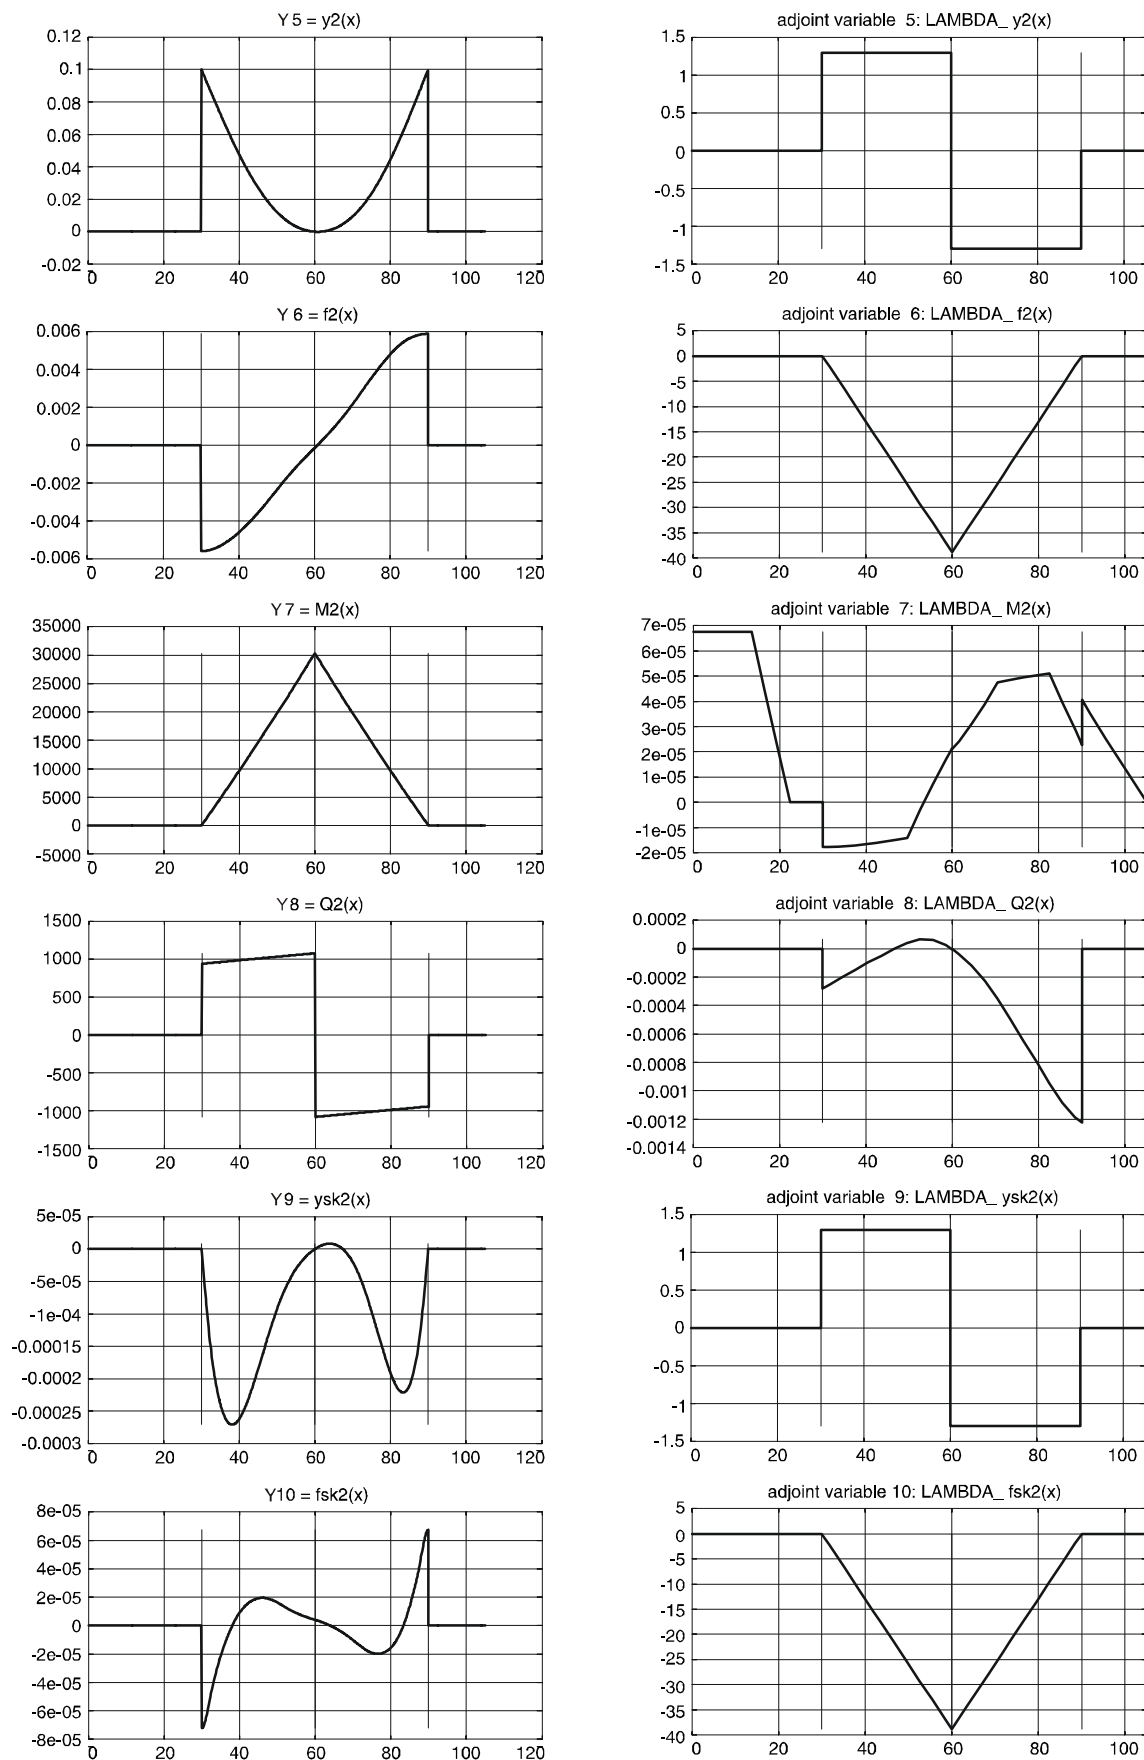 Y 5 = y2(x)
0.12
0.1
0.08
0.06
0.04
0.02
0
-0.02
0 20 40 60 80 100 120
adjoint variable 5: LAMBDA_ y2(x)
1.5
1
0.5
0
-0.5
-1
-1.5
0 20 40 60 80 100
Y 6 = f2(x)
0.006
0.004
0.002
0
-0.002
-0.004
-0.006
0 20 40 60 80 100 120
adjoint variable 6: LAMBDA_ f2(x)
5
0
-5
-10
-15
-20
-25
-30
-35
-40
0 20 40 60 80 100
Y 7 = M2(x)
35000
30000
25000
20000
15000
10000
5000
0
-5000
0 20 40 60 80 100 120
adjoint variable 7: LAMBDA_ M2(x)
7e-05
6e-05
5e-05
4e-05
3e-05
2e-05
1e-05
0
-1e-05
-2e-05
0 20 40 60 80 100
Y8 = Q2(x)
1500
1000
500
0
-500
-1000
-1500
0 20 40 60 80 100 120
adjoint variable 8: LAMBDA_ Q2(x)
0.0002
0
-0.0002
-0.0004
-0.0006
-0.0008
-0.001
-0.0012
-0.0014
0 20 40 60 80 100
Y 9 = ysk2(x)
5e-05
0
-5e-05
-1e-04
-0.00015
-0.0002
-0.00025
-0.0003
0 20 40 60 80 100 120
adjoint variable 9: LAMBDA_ ysk2(x)
1.5
1
0.5
0
-0.5
-1
-1.5
0 20 40 60 80 100
Y10 = fsk2(x)
8e-05
6e-05
4e-05
2e-05
0
-2e-05
-4e-05
-6e-05
-8e-05
0 20 40 60 80 100 120
adjoint variable 10: LAMBDA_ fsk2(x)
5
0
-5
-10
-15
-20
-25
-30
-35
-40
0 20 40 60 80 100